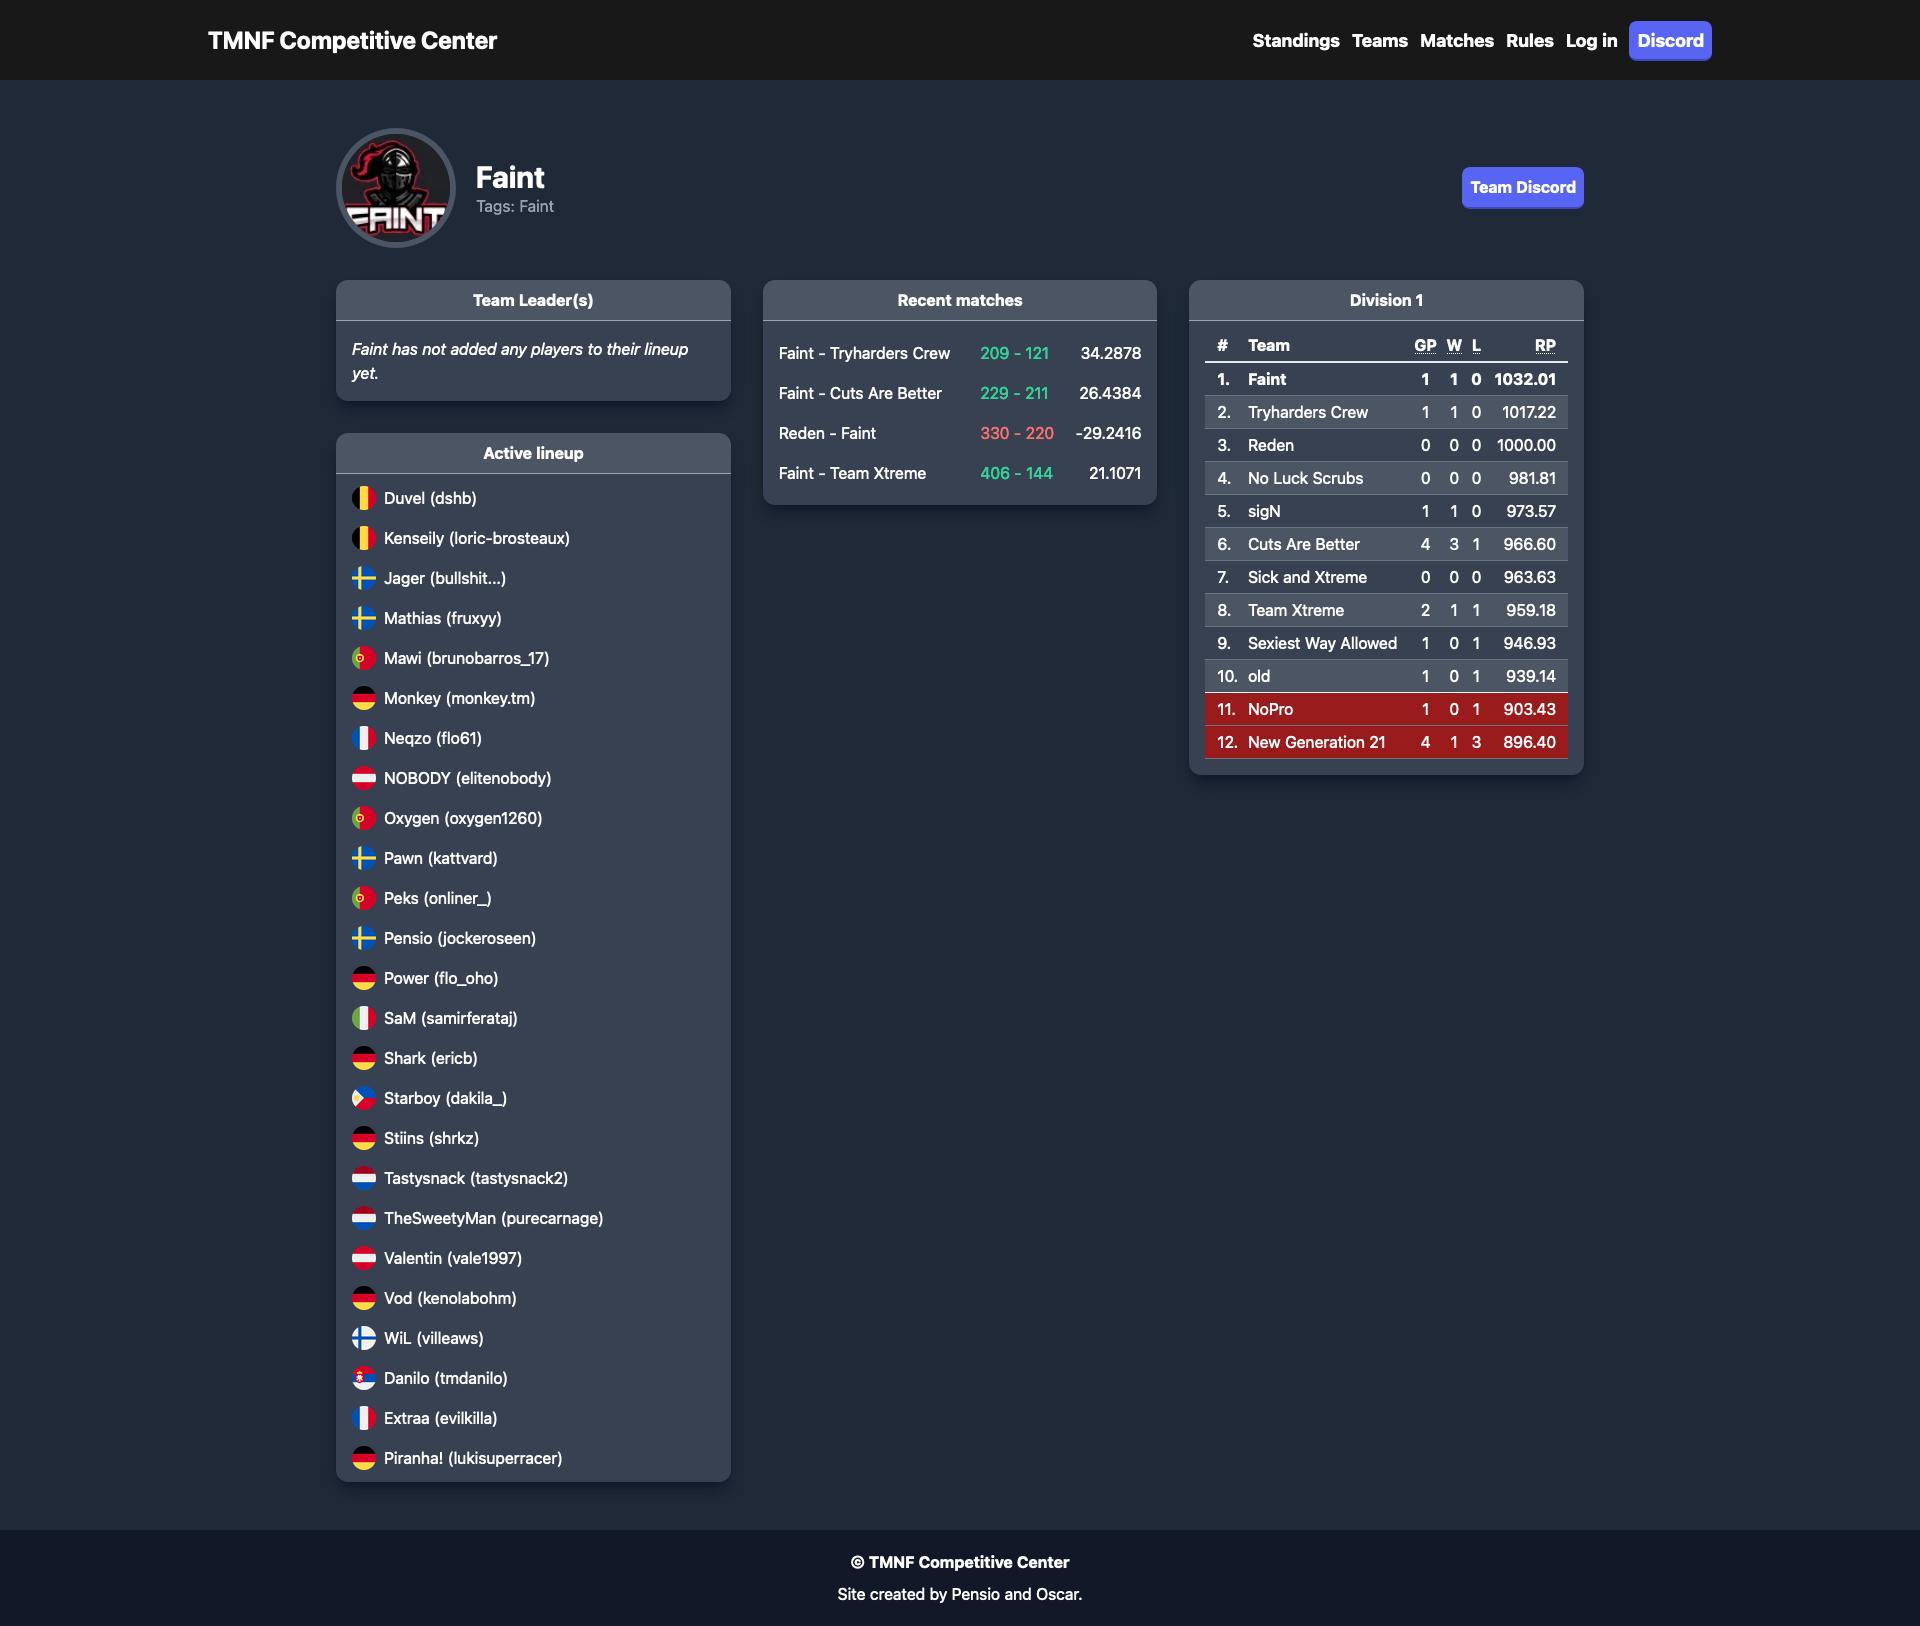 TMNF Competitive Center
Standings Teams Matches Rules Log in Discord
FAINT
Faint
Tags: Faint
Team Discord
Team Leader(s)
Faint has not added any players to their lineup
yet.
Active lineup
Duvel (dshb)
Kenseily (loric-brosteaux)
Jager (bullshit...)
Mathias (fruxyy)
Mawi (brunobarros_17)
Monkey (monkey.tm)
Neqzo (flo61)
NOBODY (elitenobody)
Oxygen (oxygen1260)
Pawn (kattvard)
Peks (onliner_)
Pensio (jockeroseen)
Power (flo_oho)
SaM (samirferataj)
Shark (ericb)
Starboy (dakila_)
Stiins (shrkz)
Tastysnack (tastysnack2)
TheSweetyMan (purecarnage)
Valentin (vale1997)
Vod (kenolabohm)
WiL (villeaws)
Danilo (tmdanilo)
Extraa (evilkilla)
Piranha! (lukisuperracer)
Recent matches
Faint - Tryharders Crew 209 - 121 34.2878
Faint - Cuts Are Better 229 - 211 26.4384
Reden - Faint 330 - 220 -29.2416
Faint - Team Xtreme 406 - 144 21.1071
Division 1
# Team GP W L RP
1. Faint 1 1 0 1032.01
2. Tryharders Crew 1 1 0 1017.22
3. Reden 0 0 0 1000.00
4. No Luck Scrubs 0 0 0 981.81
5. sigN 1 1 0 973.57
6. Cuts Are Better 4 3 1 966.60
7. Sick and Xtreme 0 0 0 963.63
8. Team Xtreme 2 1 1 959.18
9. Sexiest Way Allowed 1 0 1 946.93
10. old 1 0 1 939.14
11. NoPro 1 0 1 903.43
12. New Generation 21 4 1 3 896.40
© TMNF Competitive Center
Site created by Pensio and Oscar.